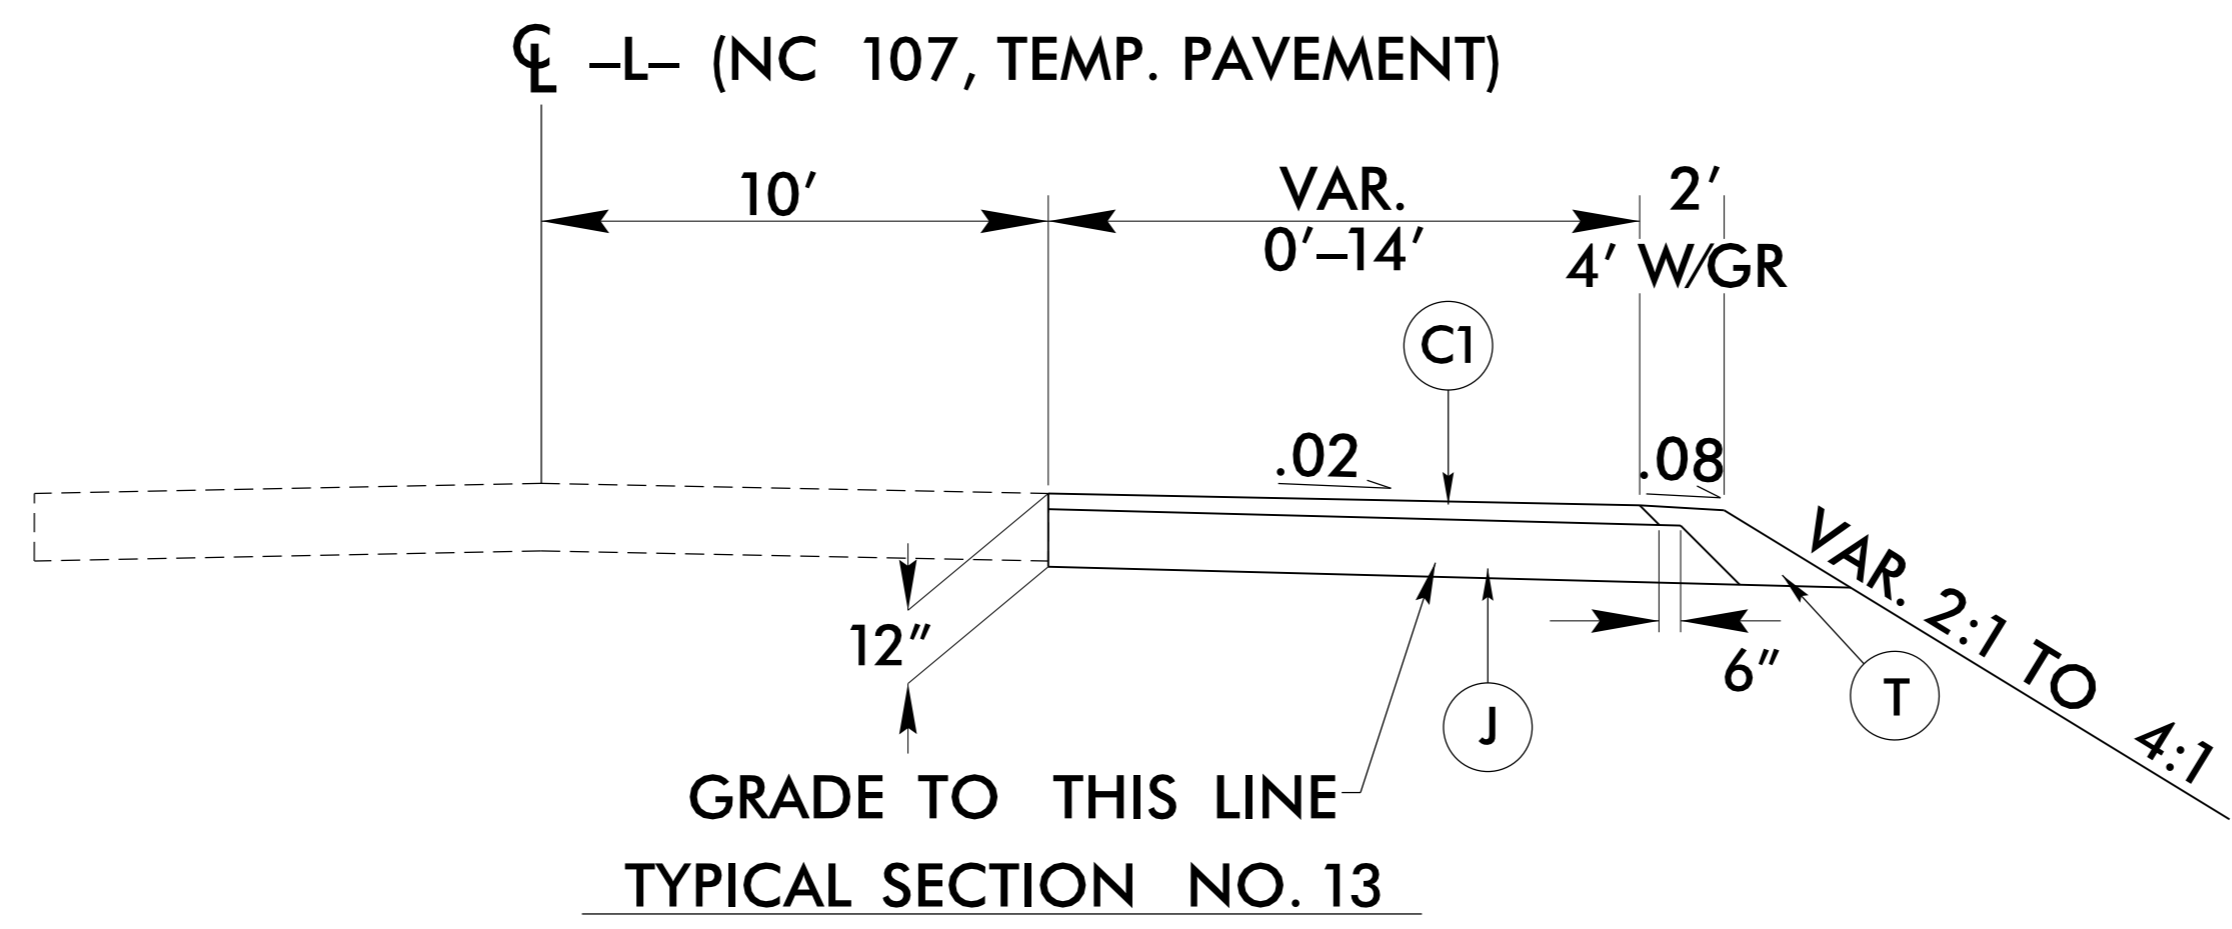 ℄ –L– (NC 107, TEMP. PAVEMENT)
10'
VAR.
0'–14'
2'
4' W/GR
C1
.02
.08
VAR. 2:1 TO 4:1
12"
6"
T
J
GRADE TO THIS LINE
TYPICAL SECTION NO. 13